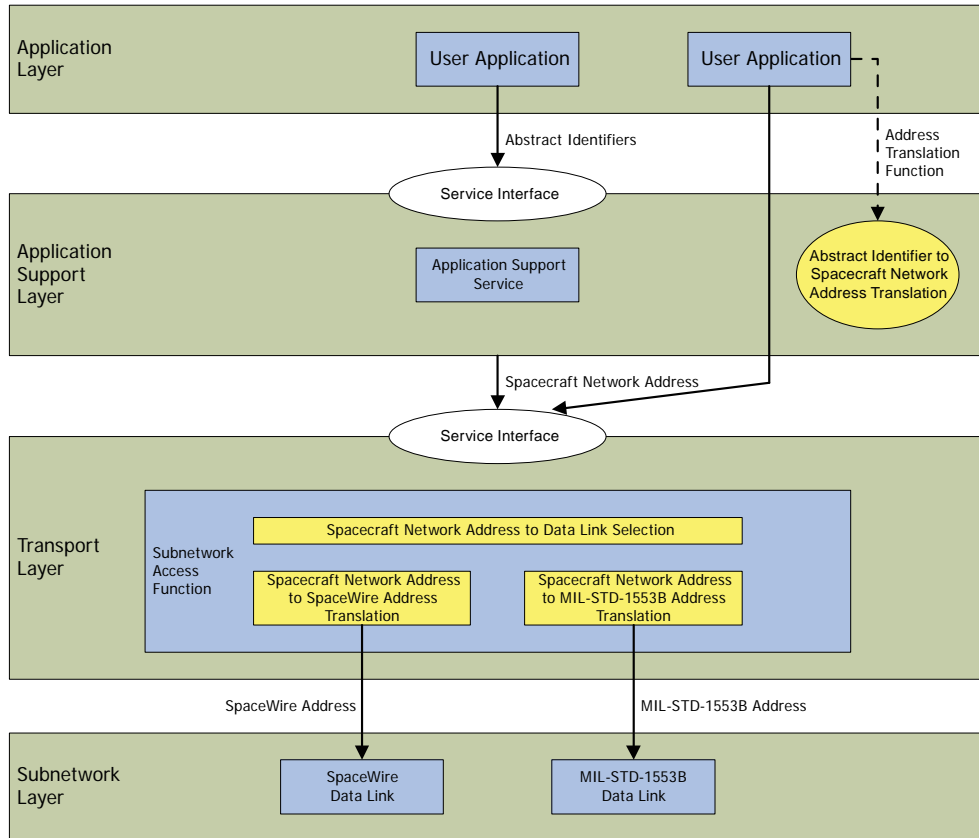 Application
Layer
User Application
User Application
Abstract Identifiers
Address
Translation
Function
Service Interface
Application
Support
Layer
Application Support
Service
Abstract Identifier to
Spacecraft Network
Address Translation
Spacecraft Network Address
Service Interface
Transport
Layer
Subnetwork
Access
Function
Spacecraft Network Address to Data Link Selection
Spacecraft Network Address
to SpaceWire Address
Translation
Spacecraft Network Address
to MIL-STD-1553B Address
Translation
SpaceWire Address
MIL-STD-1553B Address
Subnetwork
Layer
SpaceWire
Data Link
MIL-STD-1553B
Data Link